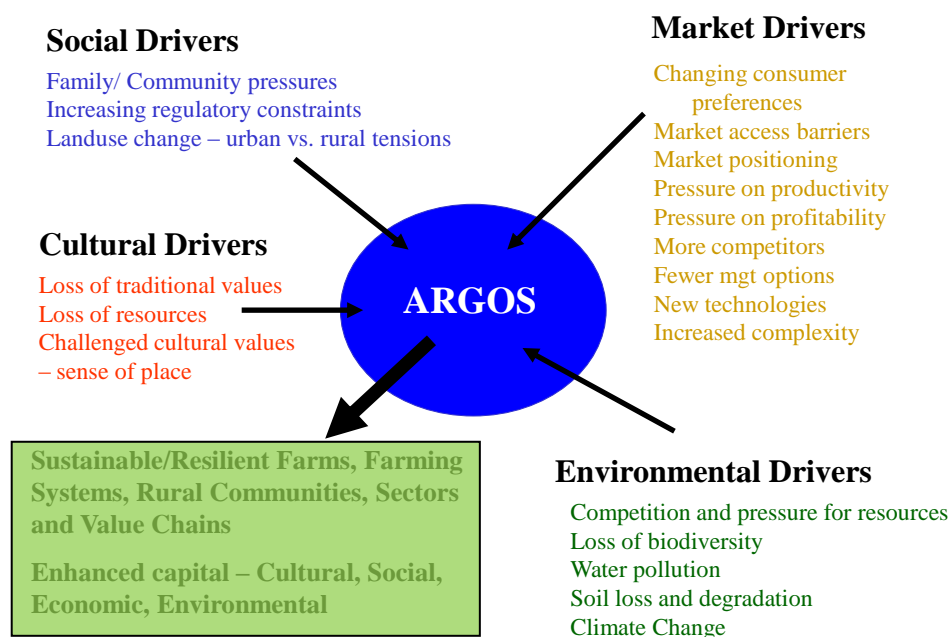 Social Drivers
Family/ Community pressures
Increasing regulatory constraints
Landuse change – urban vs. rural tensions
Market Drivers
Changing consumer
preferences
Market access barriers
Market positioning
Pressure on productivity
Pressure on profitability
More competitors
Fewer mgt options
New technologies
Increased complexity
Cultural Drivers
Loss of traditional values
Loss of resources
Challenged cultural values
– sense of place
ARGOS
Sustainable/Resilient Farms, Farming
Systems, Rural Communities, Sectors
and Value Chains
Enhanced capital – Cultural, Social,
Economic, Environmental
Environmental Drivers
Competition and pressure for resources
Loss of biodiversity
Water pollution
Soil loss and degradation
Climate Change